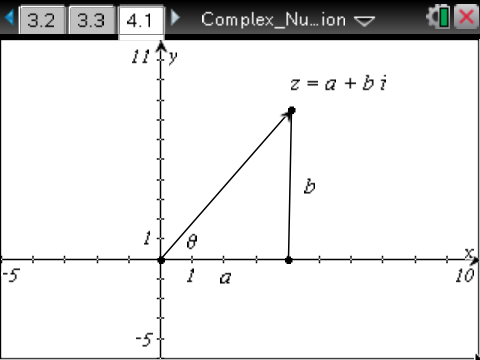 3.2 3.3 4.1 Complex_Nu...ion
11 y
z = a + b i
b
1 θ
x
-5 1 a 10
-5